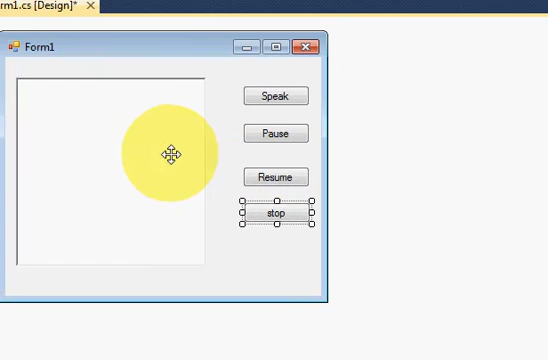 rm1.cs [Design]*
Form1
Speak
Pause
Resume
stop